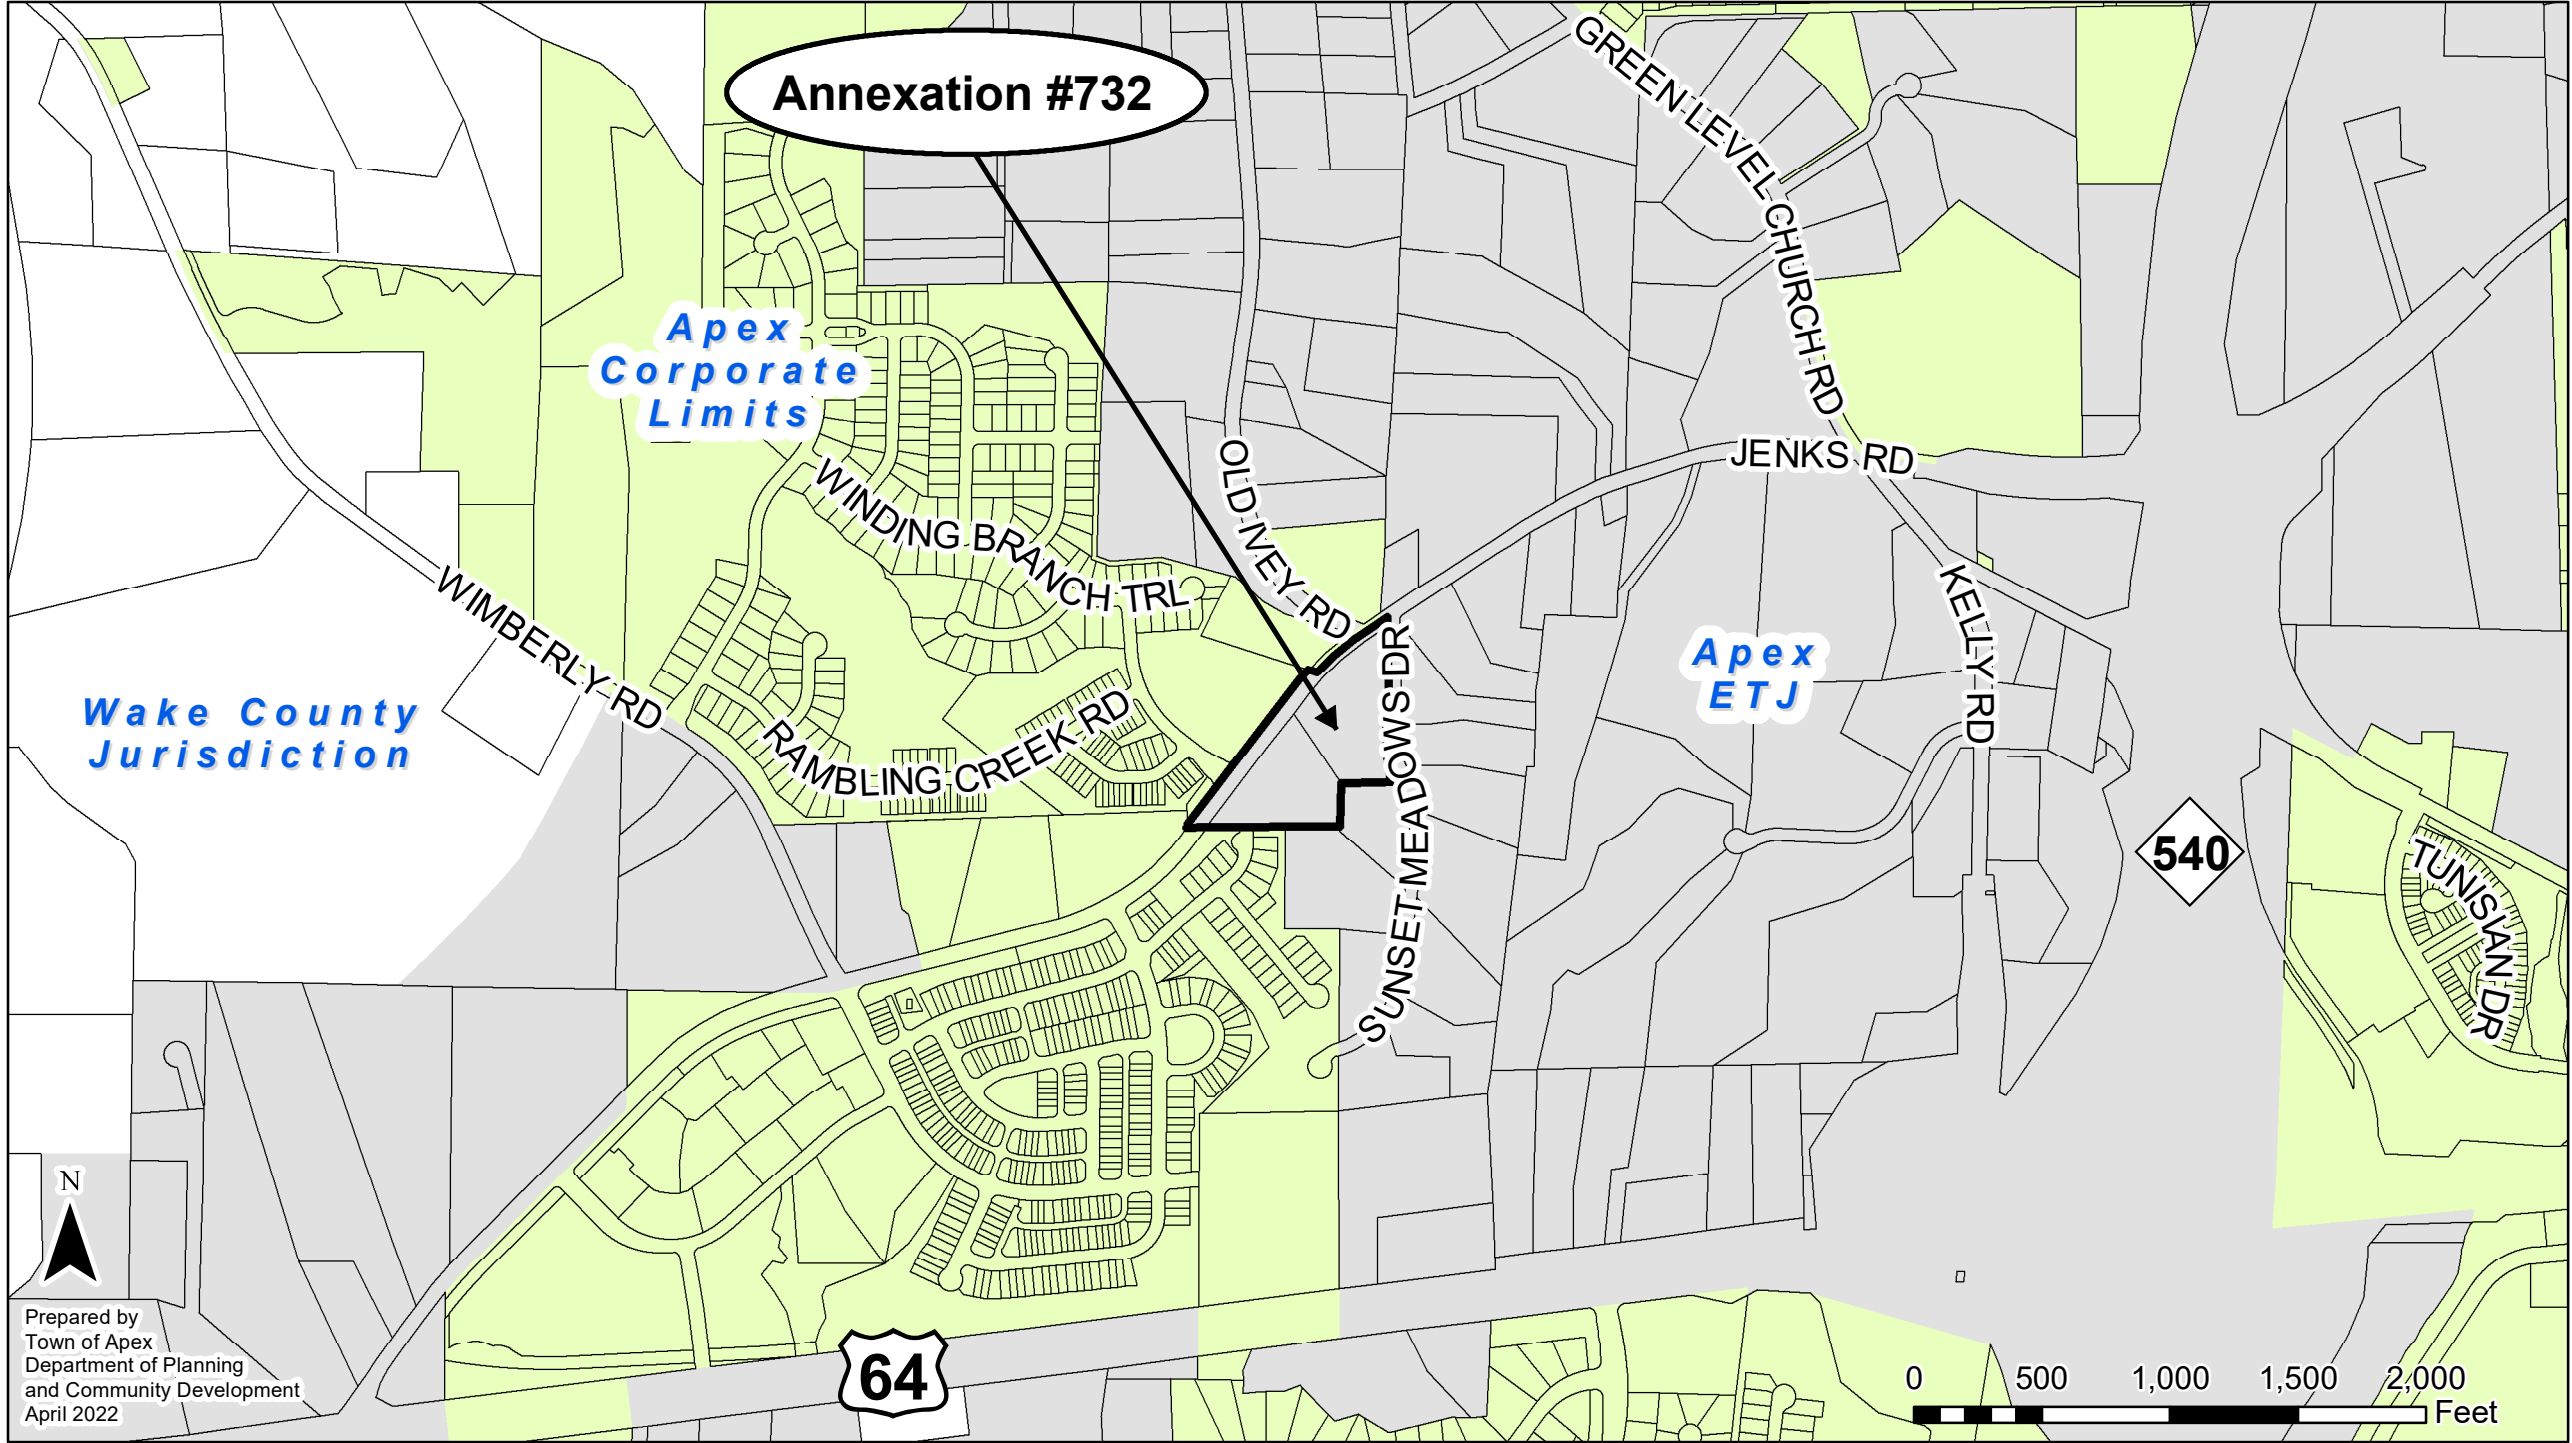 Annexation #732
GREEN LEVEL CHURCH RD
Apex
Corporate
Limits
OLD IVEY RD
JENKS RD
WINDING BRANCH TRL
WIMBERLY RD
KELLY RD
SUNSET MEADOWS DR
Apex
ETJ
Wake County
Jurisdiction
RAMBLING CREEK RD
540
TUNISIAN DR
N
Prepared by
Town of Apex
Department of Planning
and Community Development
April 2022
64
0 500 1,000 1,500 2,000
Feet